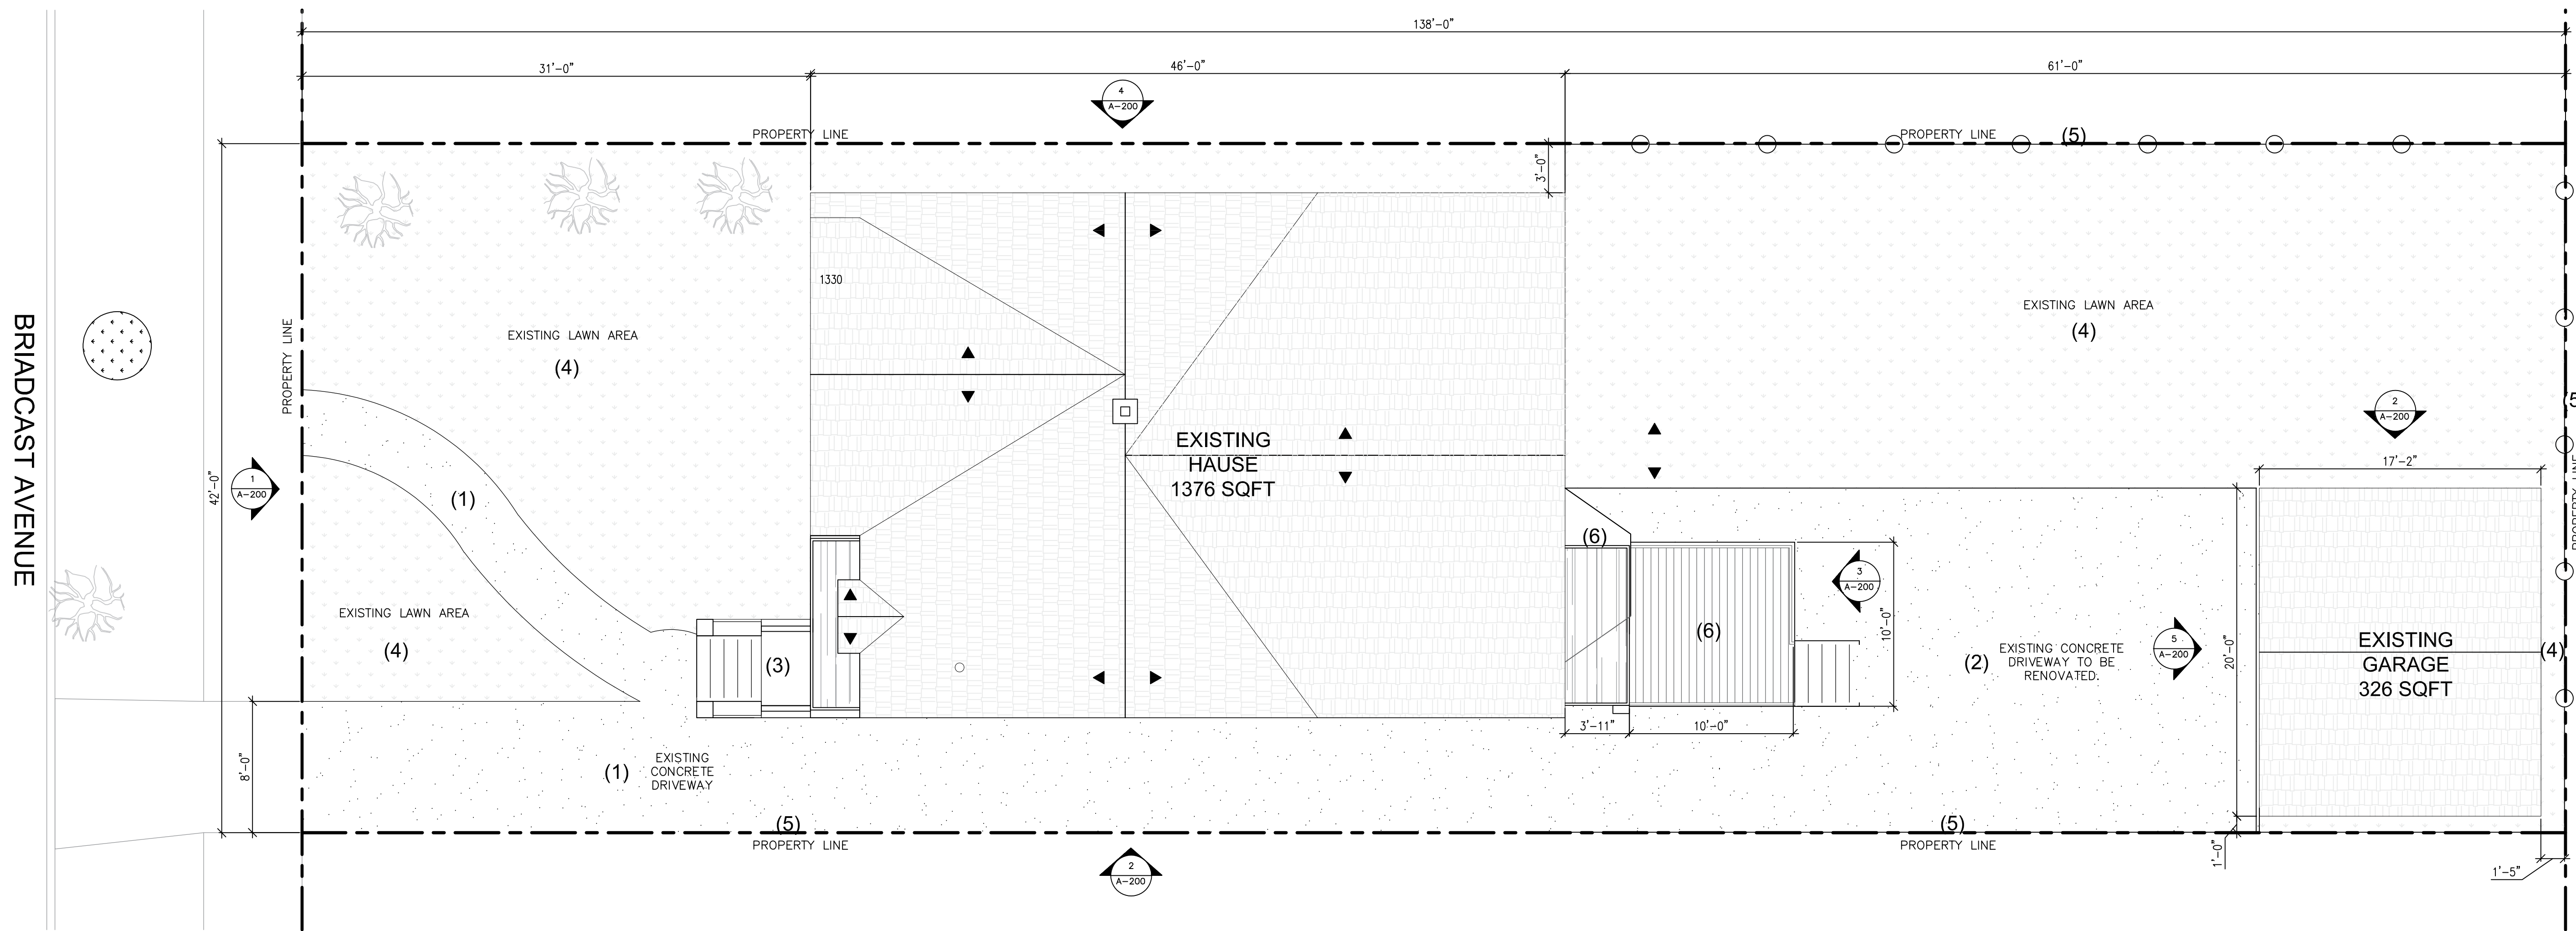 138'-0"
31'-0"
46'-0"
61'-0"
4
A-200
PROPERTY LINE
PROPERTY LINE
(5)
3'-0"
1330
EXISTING LAWN AREA
(4)
EXISTING LAWN AREA
(4)
BRIADCAST AVENUE
PROPERTY LINE
42'-0"
1
A-200
(1)
EXISTING
HAUSE
1376 SQFT
2
A-200
(5
17'-2"
PROPERTY LINE
(6)
(6)
3
A-200
10'-0"
EXISTING LAWN AREA
(4)
(3)
(2)
EXISTING CONCRETE
DRIVEWAY TO BE
RENOVATED.
5
A-200
20'-0"
EXISTING
GARAGE
326 SQFT
(4)
3'-11"
10'-0"
8'-0"
(1)
EXISTING
CONCRETE
DRIVEWAY
(5)
PROPERTY LINE
(5)
PROPERTY LINE
2
A-200
1'-0"
1'-5"